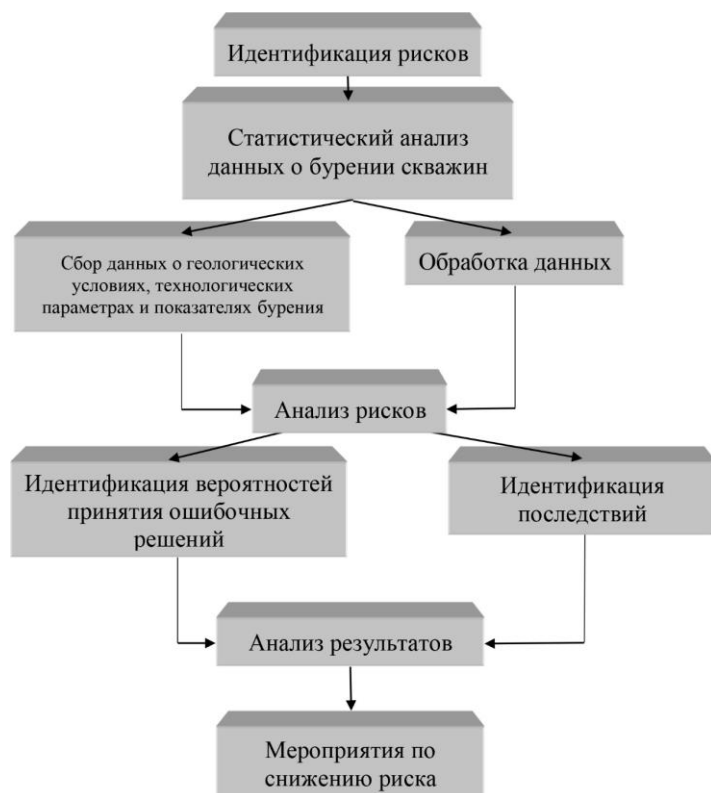 Идентификация рисков
Статистический анализ
данных о бурении скважин
Сбор данных о геологических
условиях, технологических
параметрах и показателях бурения
Обработка данных
Анализ рисков
Идентификация вероятностей
принятия ошибочных
решений
Идентификация
последствий
Анализ результатов
Мероприятия по
снижению риска